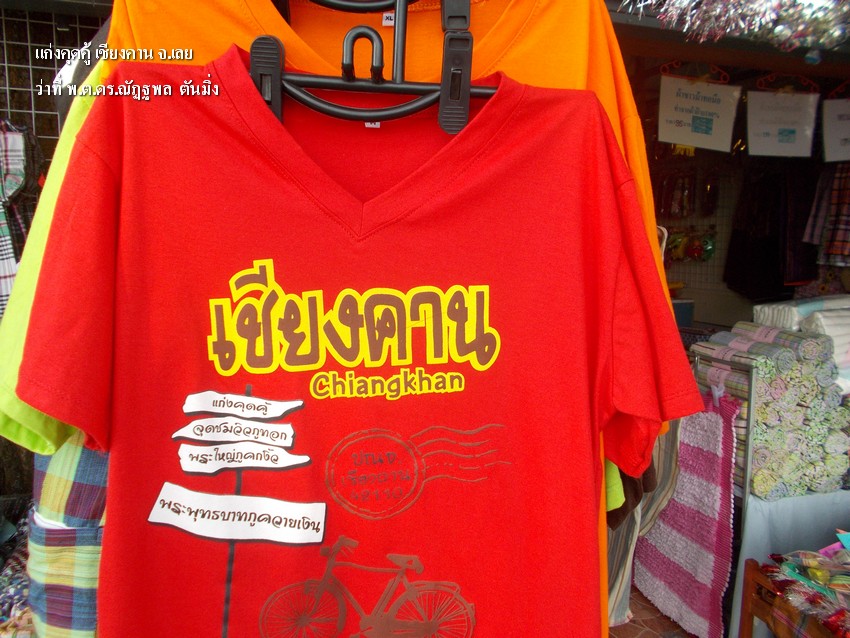 แก่งคุดคู้ เชียงคาน จ.เลย
ว่าที่ พ.ต.ดร.ณัฏฐพล ตันมิ่ง
XL
เชียงคาน
Chiangkhan
แก่งคุดคู้
จุดชมวิวภูทอก
พระใหญ่ภูคกงิ้ว
พระพุทธบาทภูควายเงิน